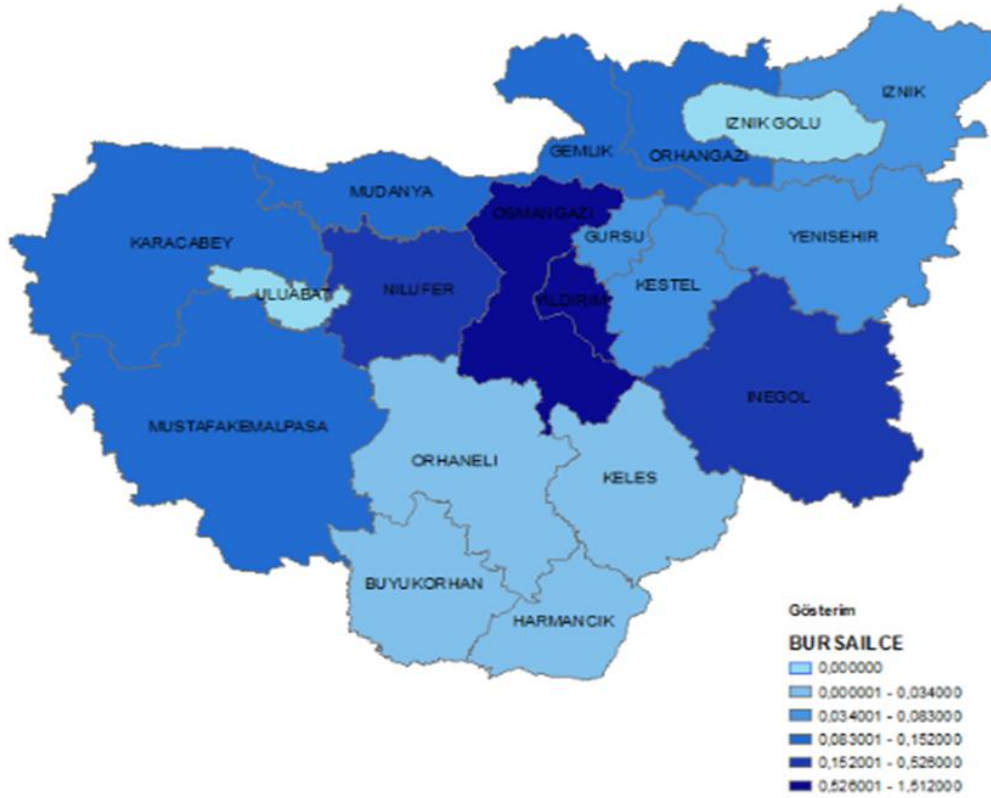 IZNIK
IZNIK GOLU
GEMLIK
ORHANGAZI
MUDANYA
OSMANGAZI
GURSU
YENISEHIR
KARACABEY
ULUABAT
NILUFER
YILDIRIM
KESTEL
INEGOL
MUSTAFAKEMALPASA
ORHANELI
KELES
BUYUKORHAN
HARMANCIK
Gösterim
BURSAILCE
0,000000
0,000001 - 0,034000
0,034001 - 0,083000
0,083001 - 0,152000
0,152001 - 0,526000
0,526001 - 1,512000